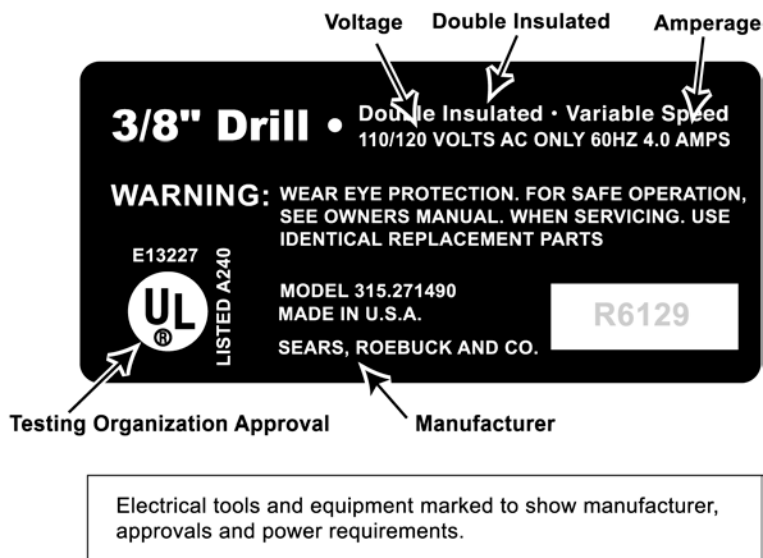 Voltage Double Insulated Amperage
3/8" Drill • Double Insulated • Variable Speed
110/120 VOLTS AC ONLY 60HZ 4.0 AMPS
WARNING: WEAR EYE PROTECTION. FOR SAFE OPERATION,
SEE OWNERS MANUAL. WHEN SERVICING. USE
IDENTICAL REPLACEMENT PARTS
E13227
UL
®
LISTED A240
MODEL 315.271490
MADE IN U.S.A.
SEARS, ROEBUCK AND CO.
R6129
Testing Organization Approval
Manufacturer
Electrical tools and equipment marked to show manufacturer,
approvals and power requirements.